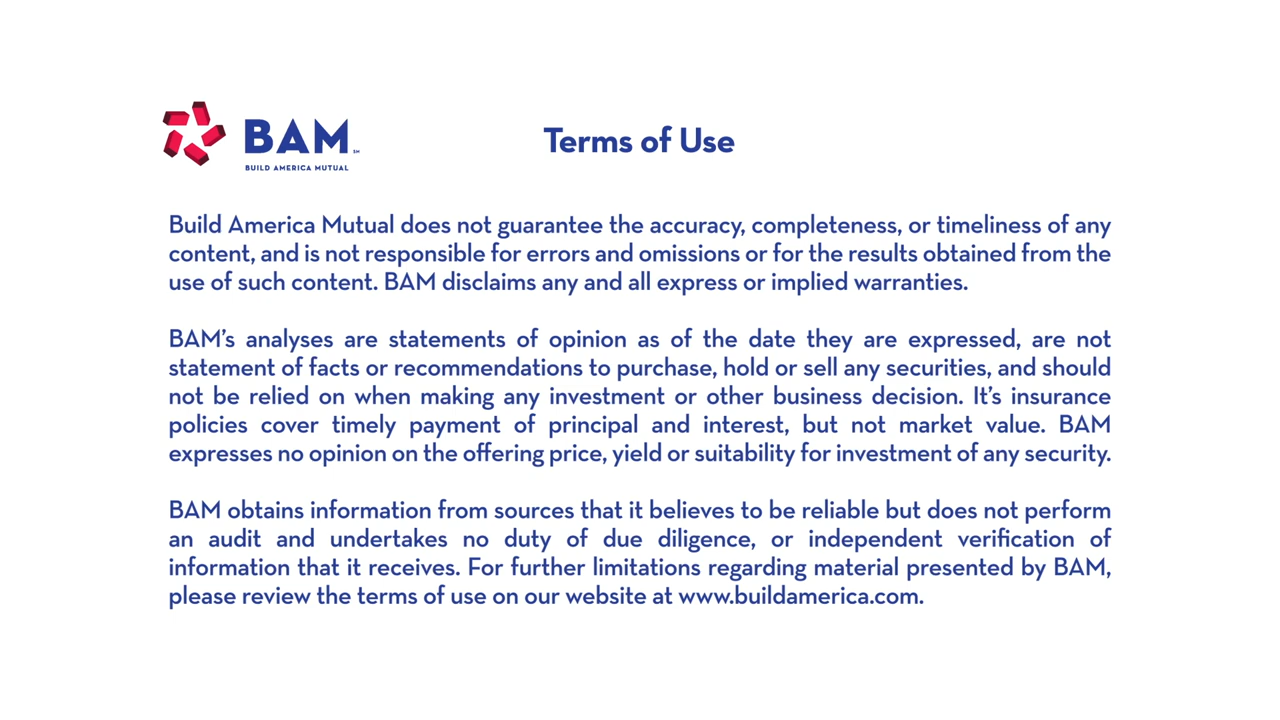 BAM SM
BUILD AMERICA MUTUAL
Terms of Use
Build America Mutual does not guarantee the accuracy, completeness, or timeliness of any
content, and is not responsible for errors and omissions or for the results obtained from the
use of such content. BAM disclaims any and all express or implied warranties.
BAM’s analyses are statements of opinion as of the date they are expressed, are not
statement of facts or recommendations to purchase, hold or sell any securities, and should
not be relied on when making any investment or other business decision. It’s insurance
policies cover timely payment of principal and interest, but not market value. BAM
expresses no opinion on the offering price, yield or suitability for investment of any security.
BAM obtains information from sources that it believes to be reliable but does not perform
an audit and undertakes no duty of due diligence, or independent verification of
information that it receives. For further limitations regarding material presented by BAM,
please review the terms of use on our website at www.buildamerica.com.